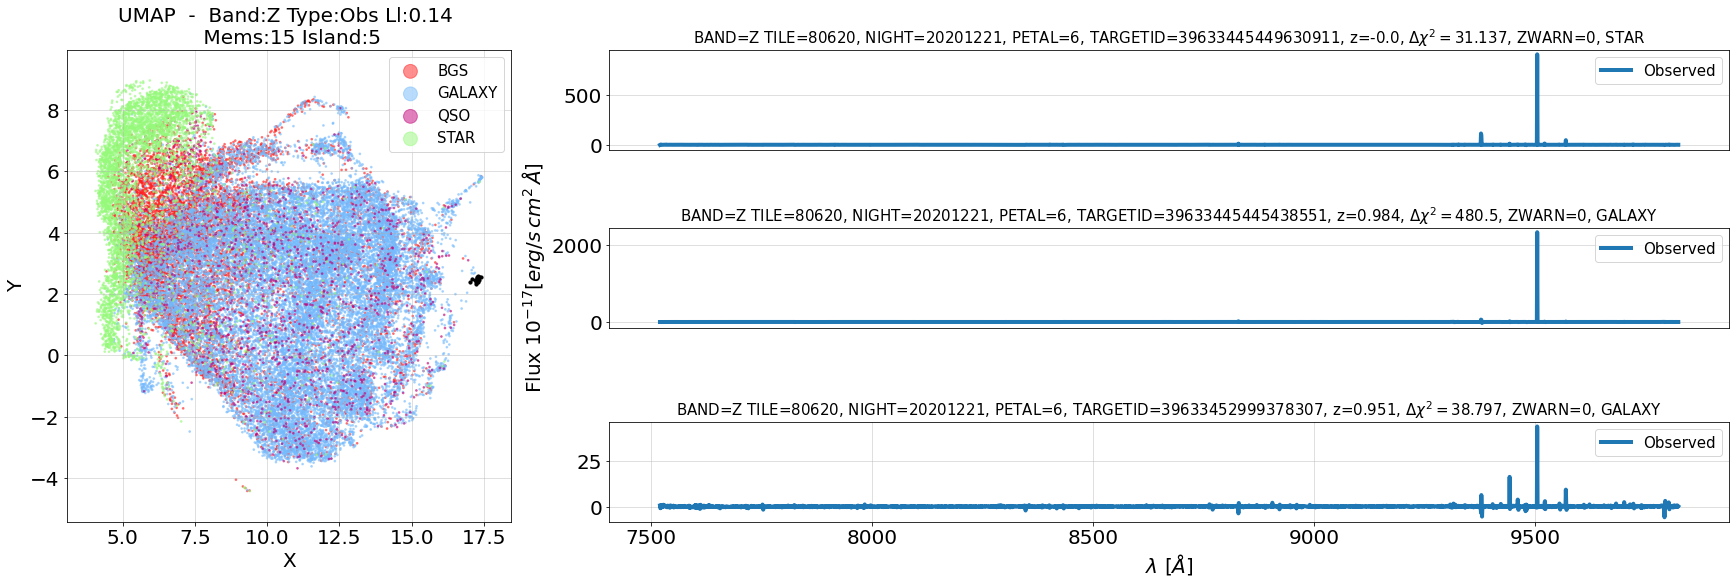 UMAP  -  Band:Z Type:Obs Ll:0.14
Mems:15 Island:5
BGS
GALAXY
QSO
STAR
8
6
4
2
0
−2
−4
Y
5.0 7.5 10.0 12.5 15.0 17.5
X
BAND=Z TILE=80620, NIGHT=20201221, PETAL=6, TARGETID=39633445449630911, z=-0.0, Δχ² = 31.137, ZWARN=0, STAR
Observed
500
0
BAND=Z TILE=80620, NIGHT=20201221, PETAL=6, TARGETID=39633445445438551, z=0.984, Δχ² = 480.5, ZWARN=0, GALAXY
Observed
2000
0
Flux 10⁻¹⁷[erg/s cm² Å]
BAND=Z TILE=80620, NIGHT=20201221, PETAL=6, TARGETID=39633452999378307, z=0.951, Δχ² = 38.797, ZWARN=0, GALAXY
Observed
25
0
7500 8000 8500 9000 9500
λ [Å]